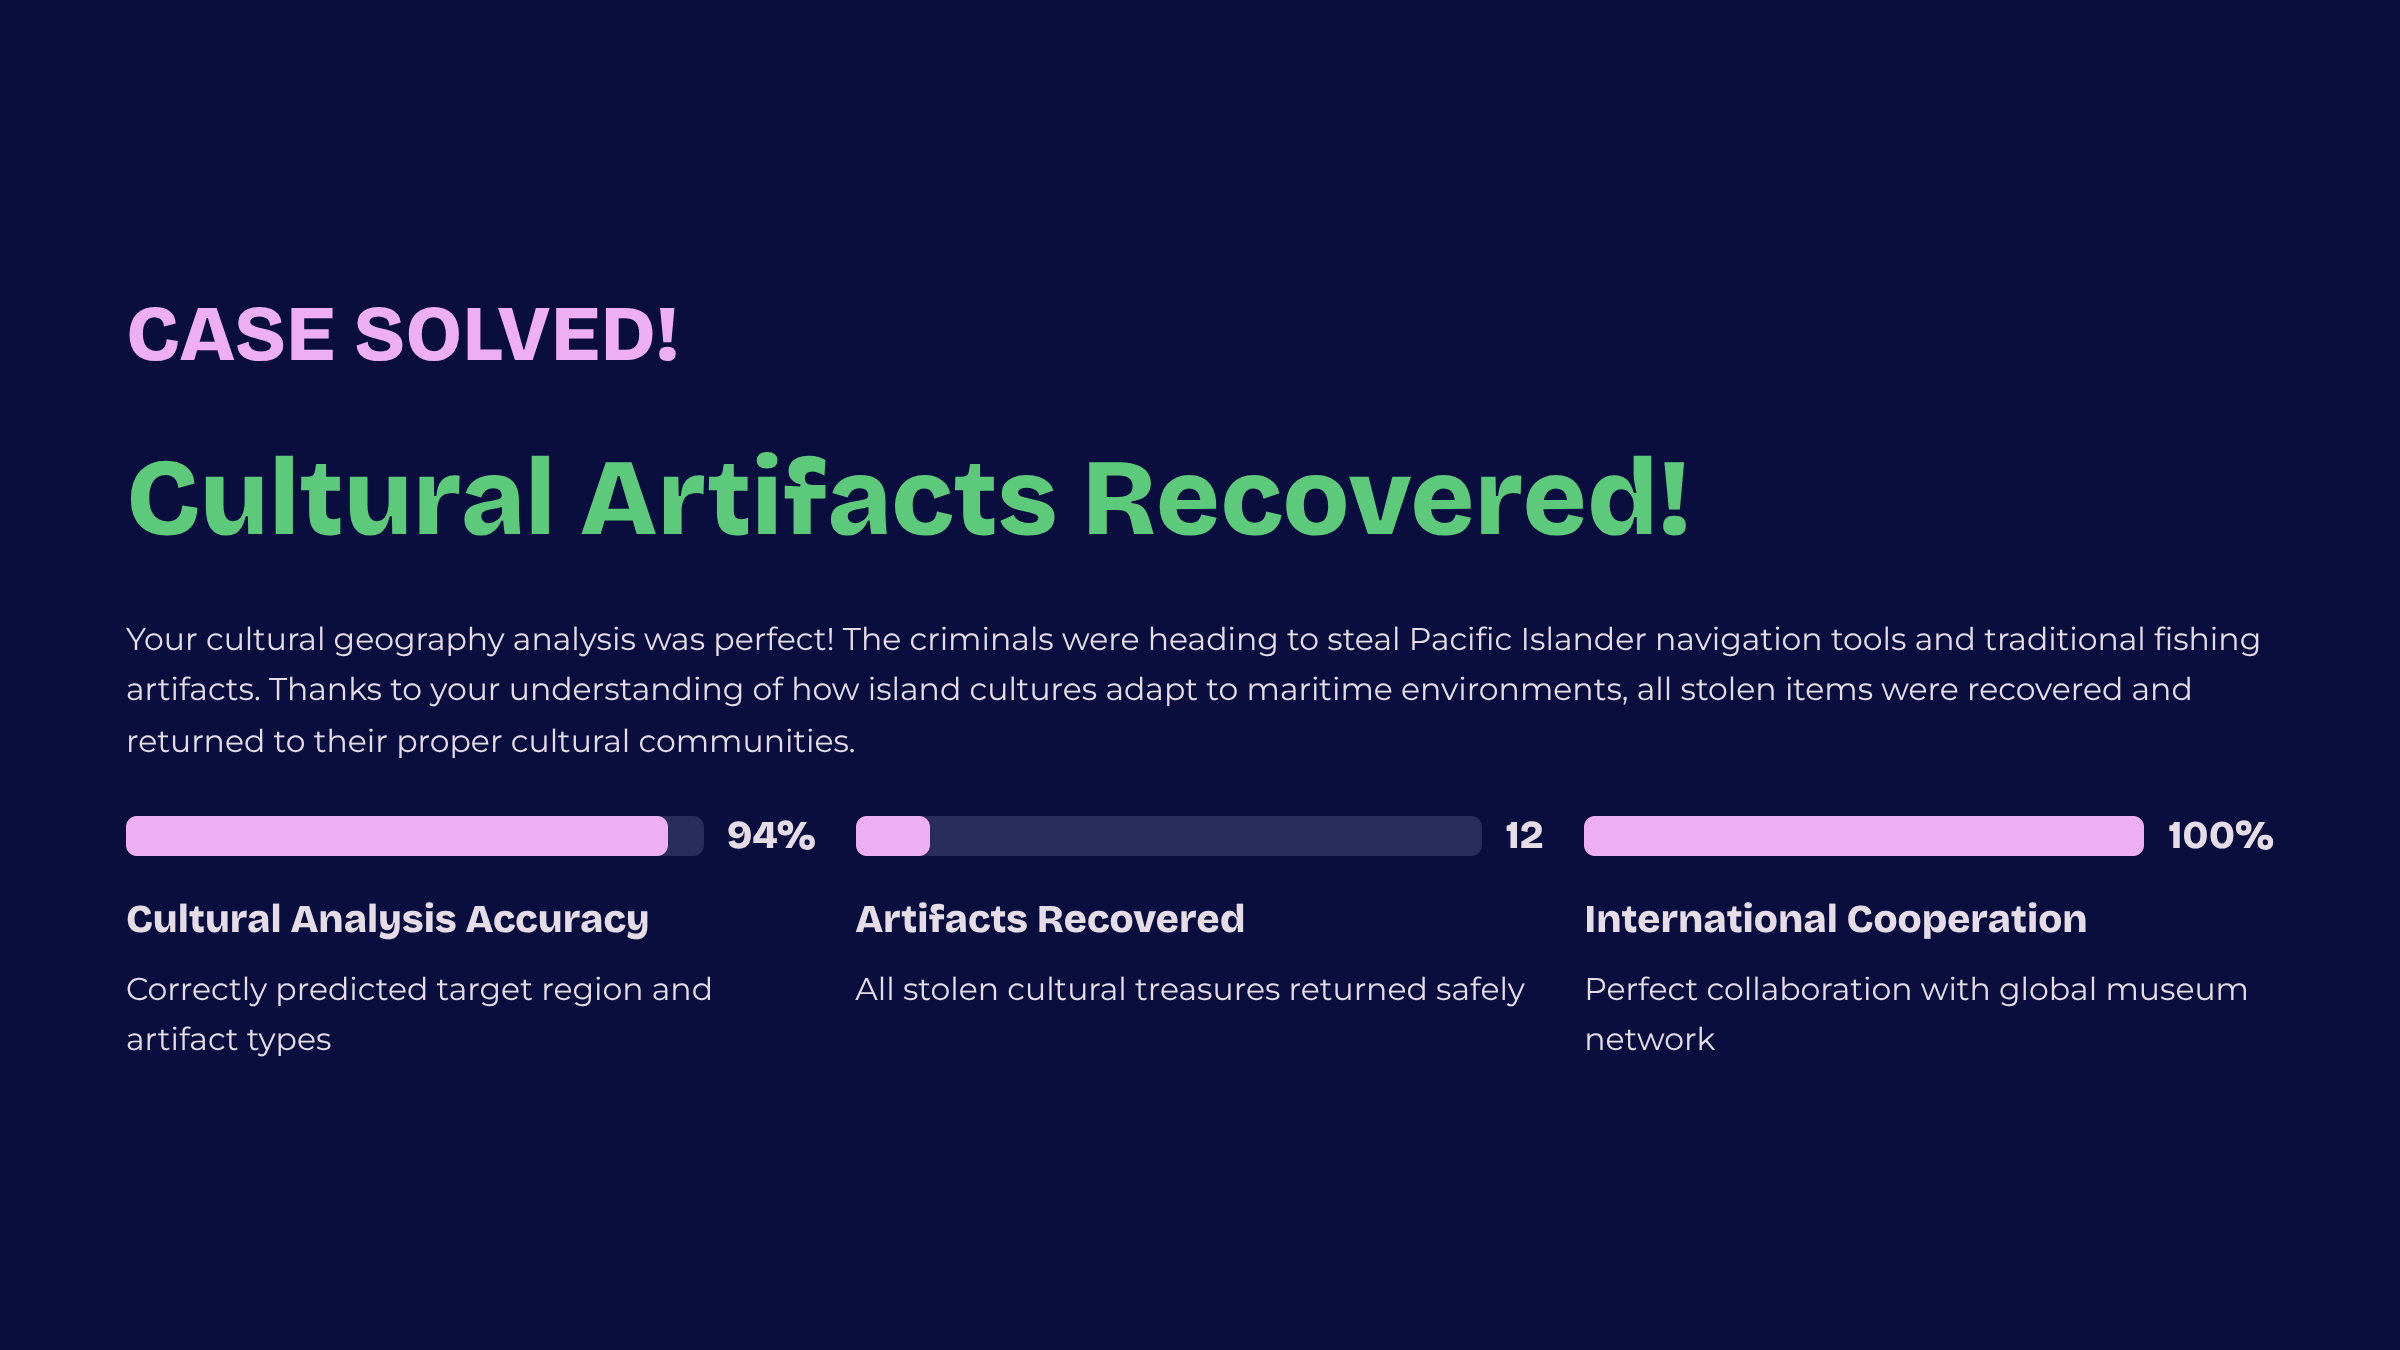 CASE SOLVED!
Cultural Artifacts Recovered!
Your cultural geography analysis was perfect! The criminals were heading to steal Pacific Islander navigation tools and traditional fishing
artifacts. Thanks to your understanding of how island cultures adapt to maritime environments, all stolen items were recovered and
returned to their proper cultural communities.
94%
Cultural Analysis Accuracy
Correctly predicted target region and
artifact types
12
Artifacts Recovered
All stolen cultural treasures returned safely
100%
International Cooperation
Perfect collaboration with global museum
network